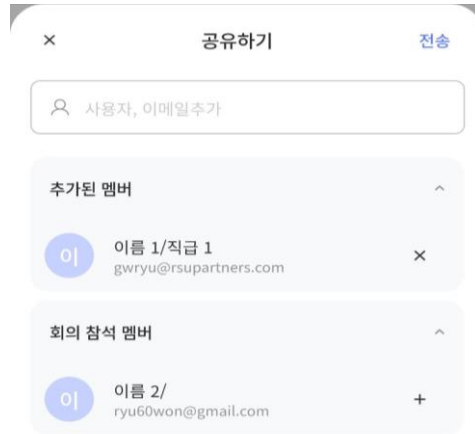 × 공유하기 전송
사용자, 이메일추가
추가된 멤버
이 이름 1/직급 1
gwryu@rsupartners.com ×
회의 참석 멤버
이 이름 2/
ryu60won@gmail.com +